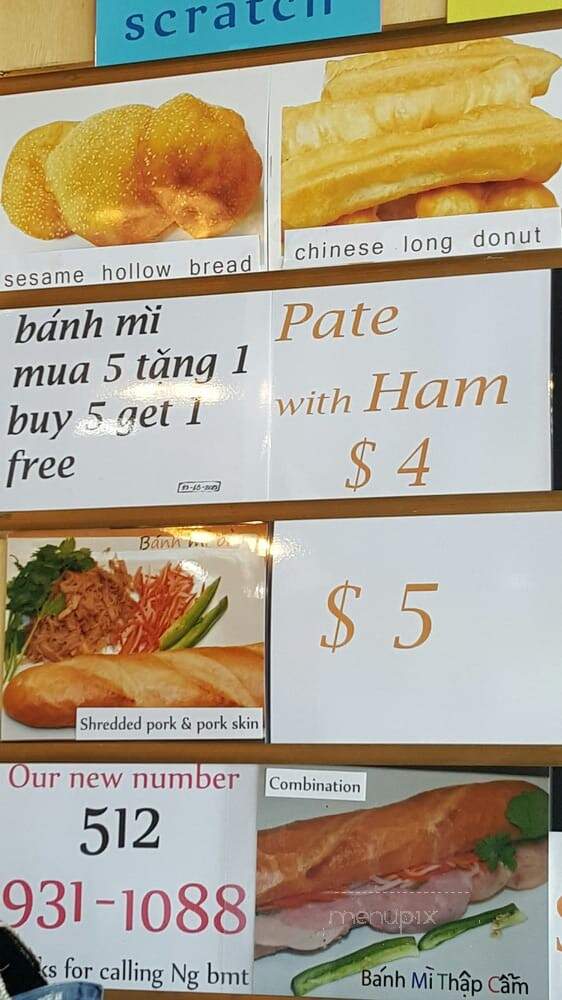 scratch
sesame hollow bread
chinese long donut
bánh mì
mua 5 tặng 1
buy 5 get 1
free
Pate
with Ham
$ 4
Bánh mì
$ 5
Shredded pork & pork skin
Our new number
512
931-1088
ks for calling Ng bmt
Combination
menupix
Bánh Mì Thập Cẩm